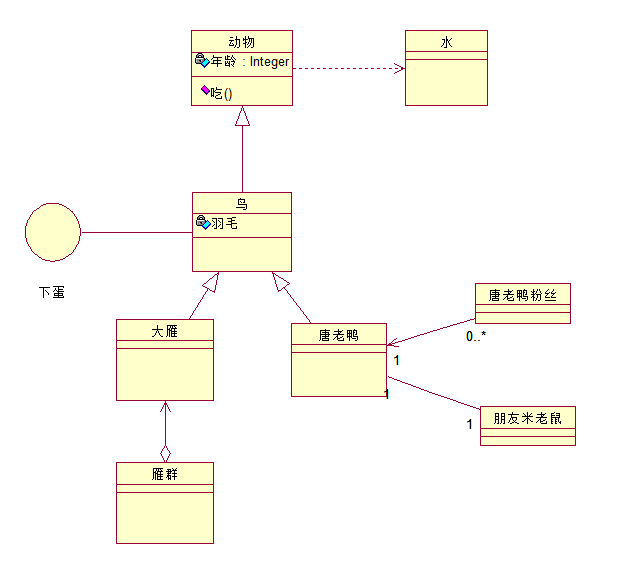 动物
年龄 : Integer
吃()
水
鸟
羽毛
下蛋
大雁
唐老鸭
唐老鸭粉丝
0..*
1
1
1
朋友米老鼠
雁群